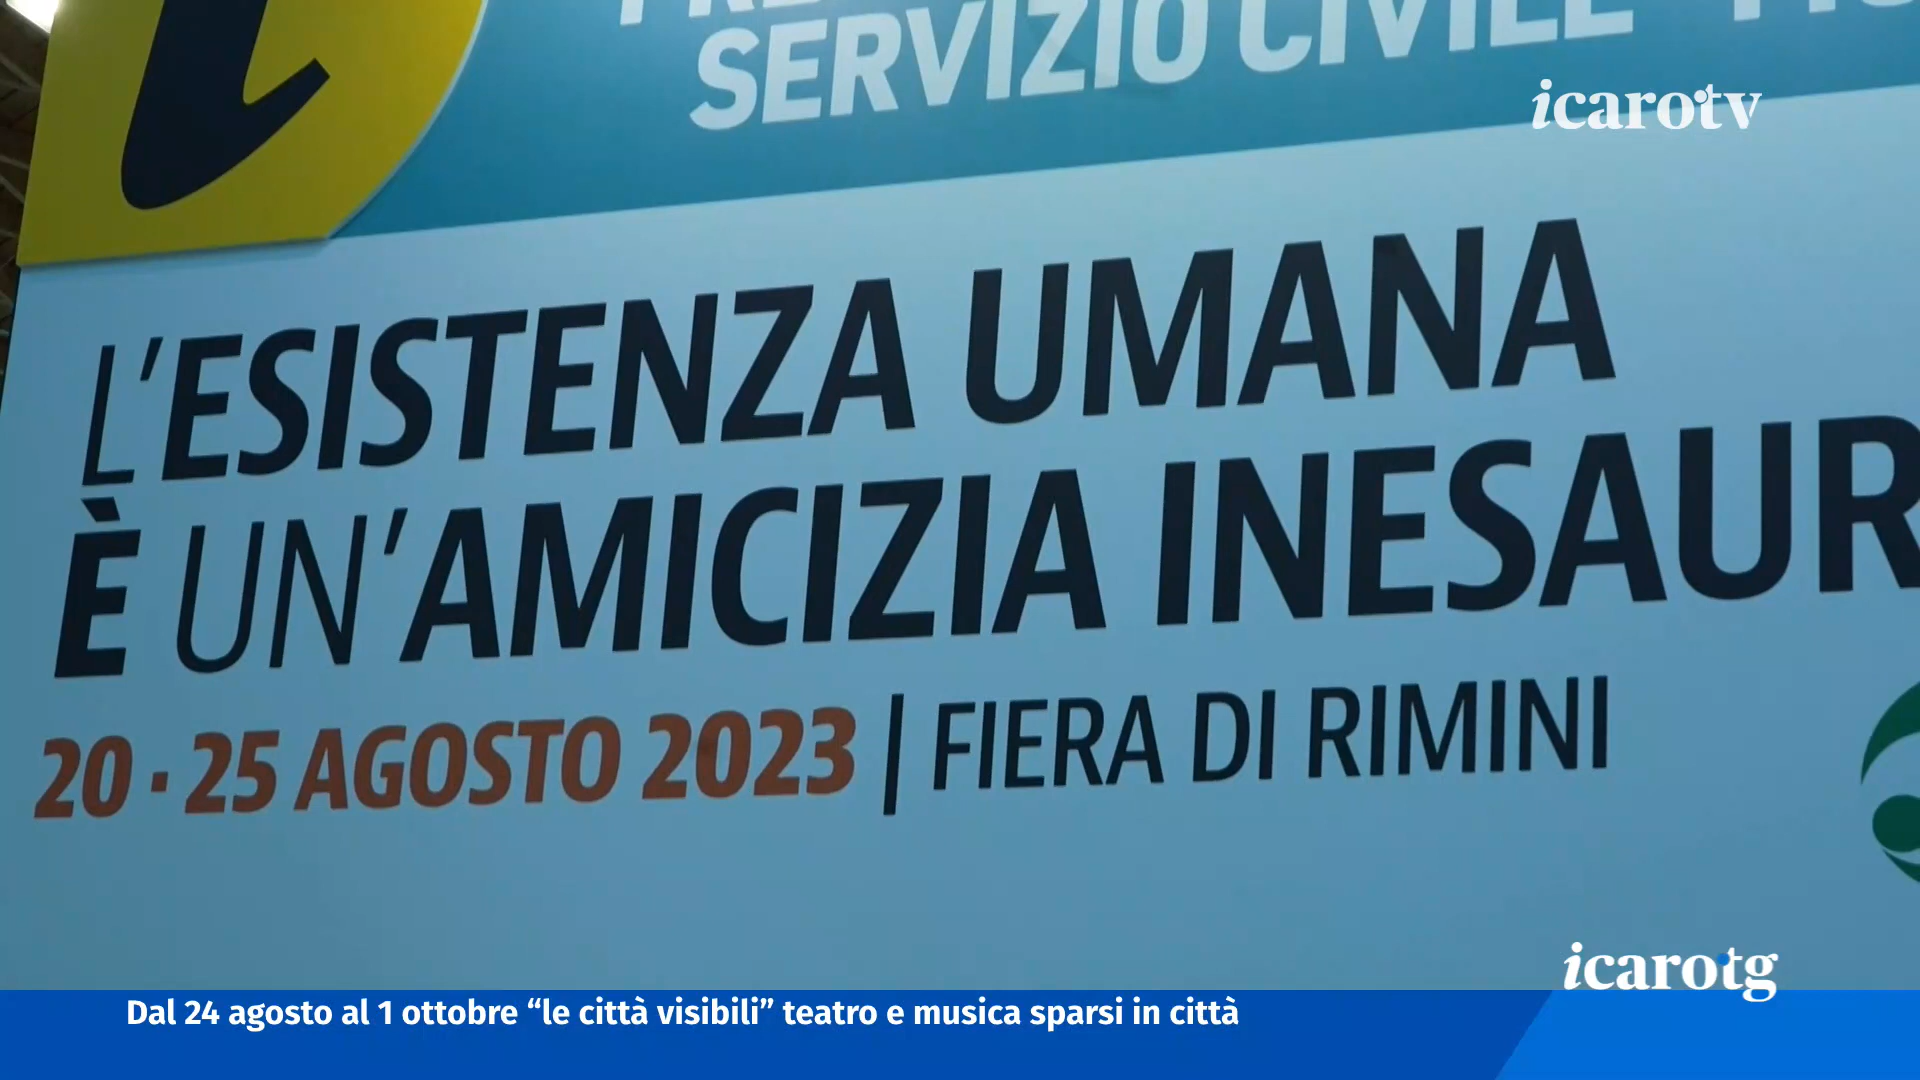 SERVIZIO CIVILE
icarotv
L'ESISTENZA UMANA
È UN'AMICIZIA INESAUR
20 · 25 AGOSTO 2023 | FIERA DI RIMINI
icarotg
Dal 24 agosto al 1 ottobre “le città visibili” teatro e musica sparsi in città